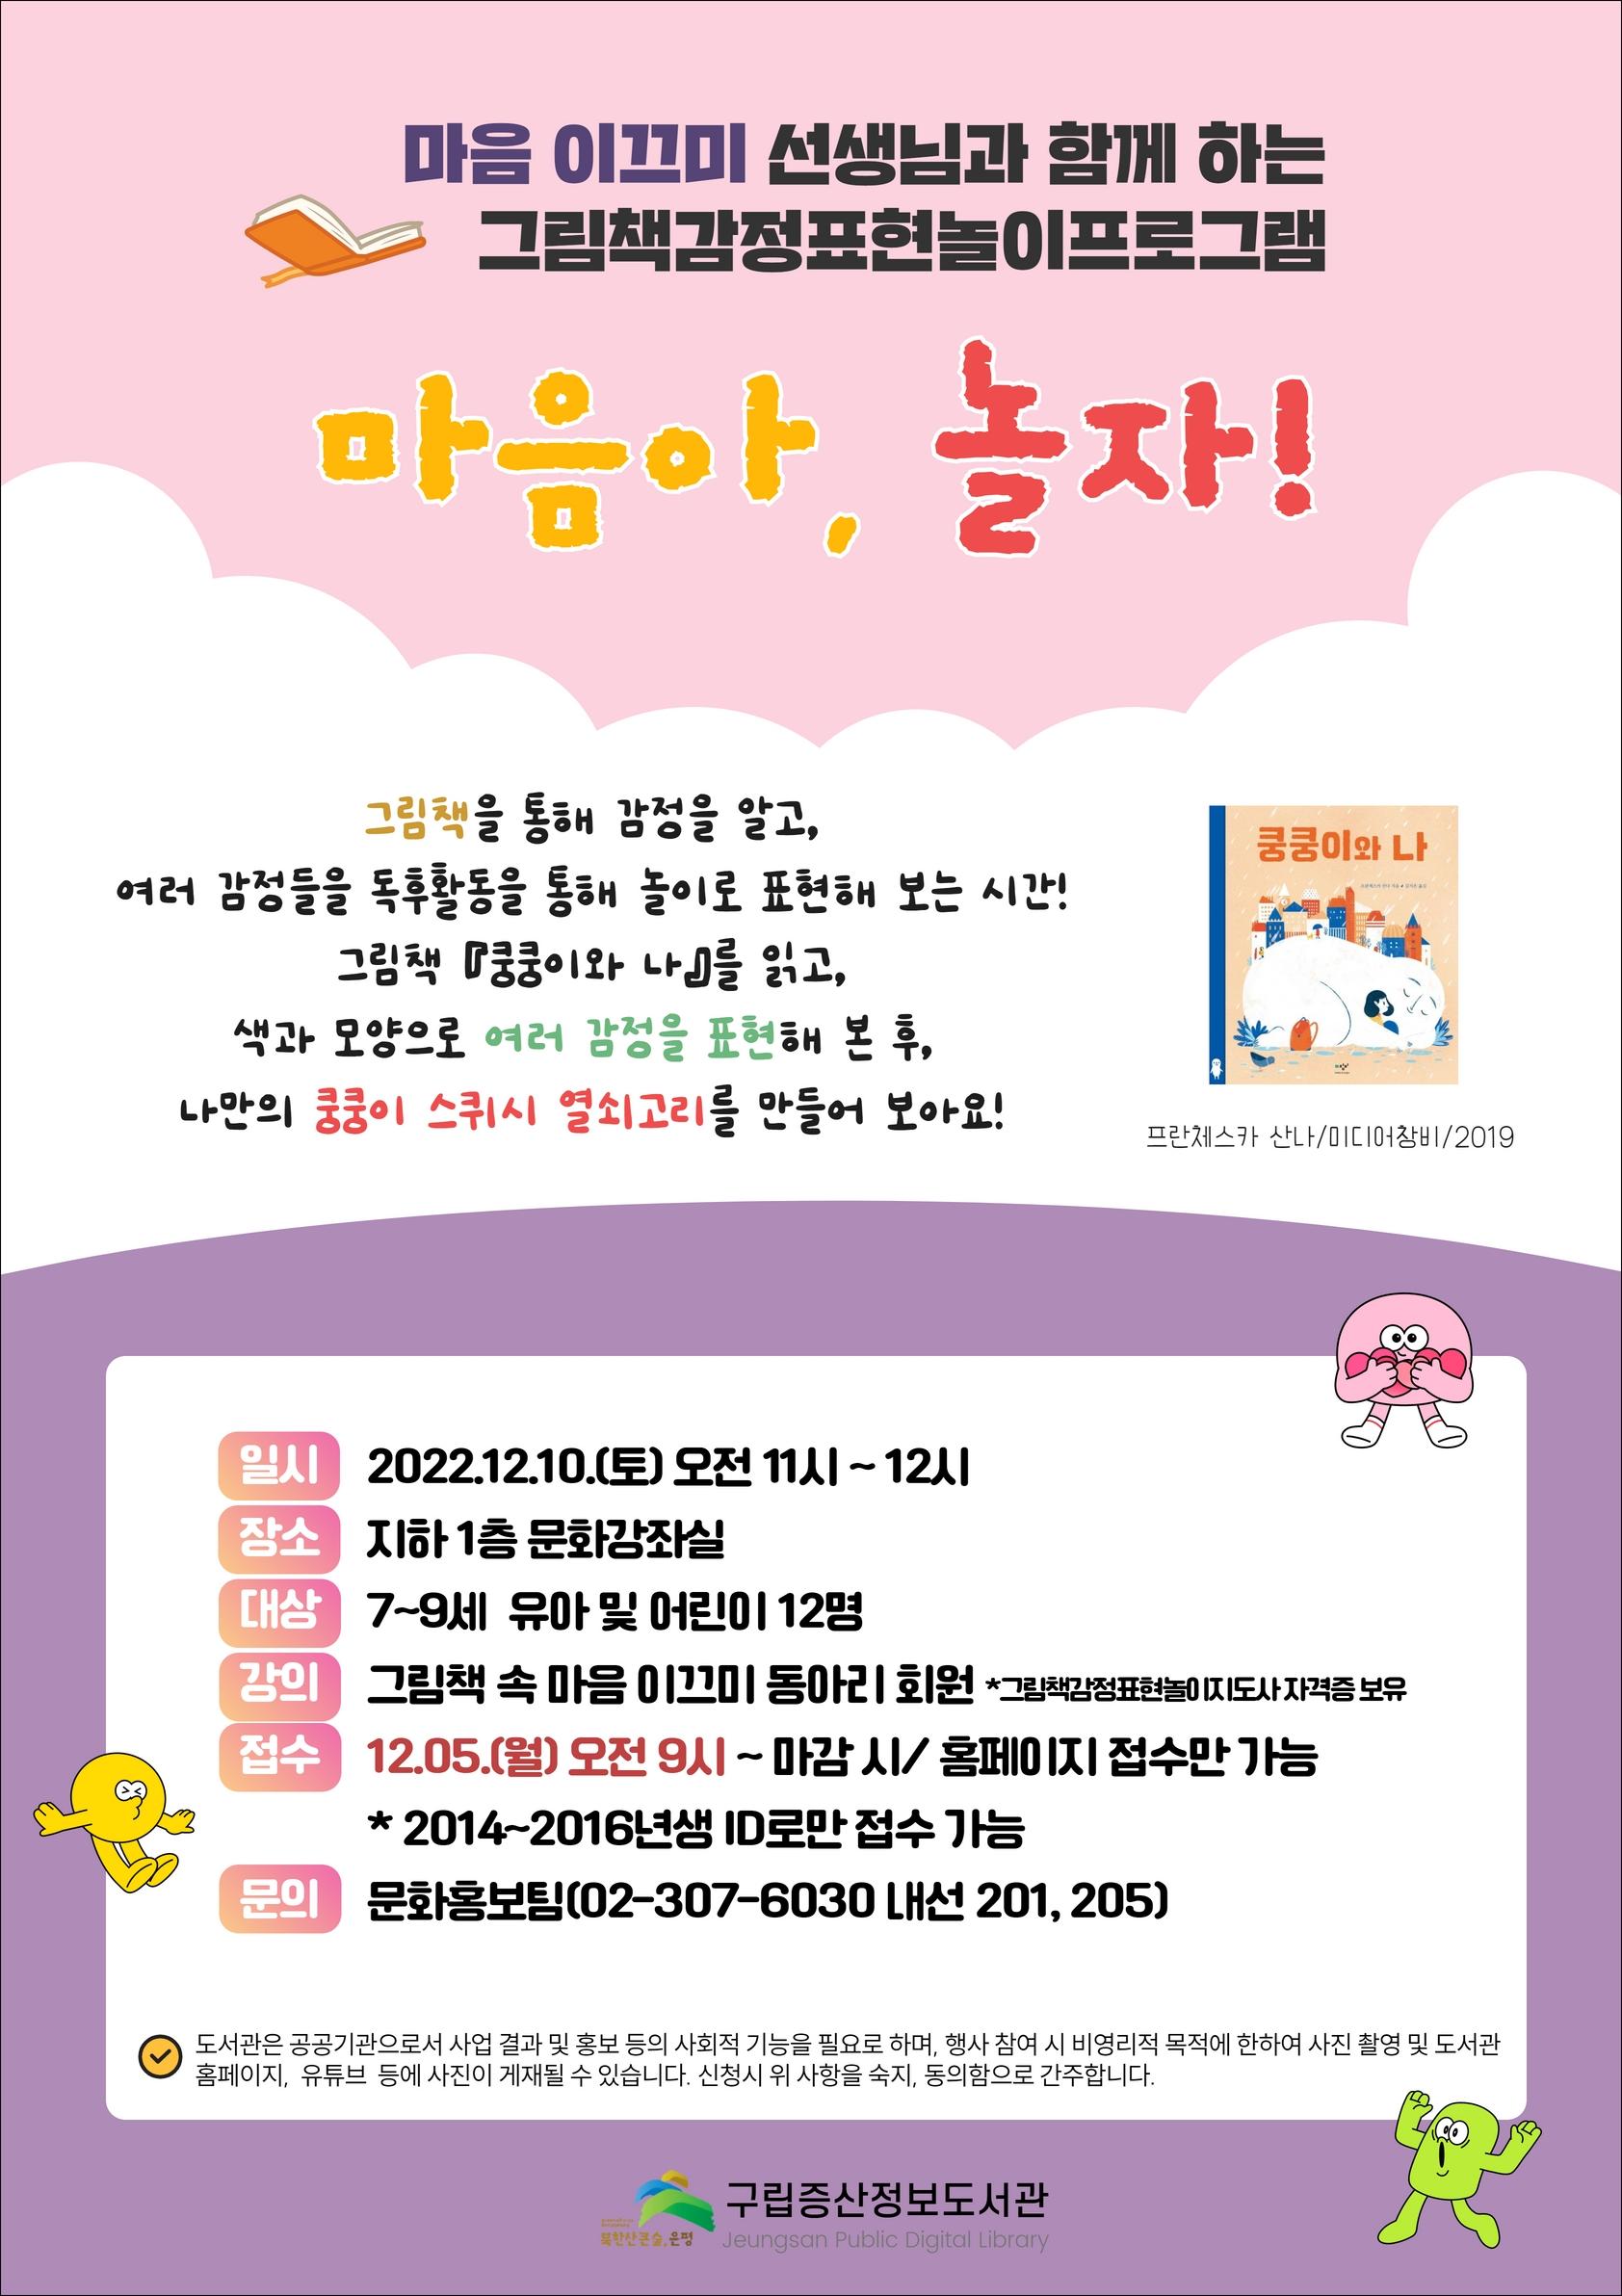 마음 이끄미 선생님과 함께 하는
그림책감정표현놀이프로그램
마음아, 놀자!
그림책을 통해 감정을 알고,
여러 감정들을 독후활동을 통해 놀이로 표현해 보는 시간!
그림책 『쿵쿵이와 나』를 읽고,
색과 모양으로 여러 감정을 표현해 본 후,
나만의 쿵쿵이 스퀴시 열쇠고리를 만들어 보아요!
쿵쿵이와 나
프란체스카 산나/미디어창비/2019
일시 2022.12.10.(토) 오전 11시 ~ 12시
장소 지하 1층 문화강좌실
대상 7~9세 유아 및 어린이 12명
강의 그림책 속 마음 이끄미 동아리 회원 *그림책감정표현놀이지도사 자격증 보유
접수 12.05.(월) 오전 9시 ~ 마감 시/ 홈페이지 접수만 가능
* 2014~2016년생 ID로만 접수 가능
문의 문화홍보팀(02-307-6030 내선 201, 205)
도서관은 공공기관으로서 사업 결과 및 홍보 등의 사회적 기능을 필요로 하며, 행사 참여 시 비영리적 목적에 한하여 사진 촬영 및 도서관
홈페이지, 유튜브 등에 사진이 게재될 수 있습니다. 신청시 위 사항을 숙지, 동의함으로 간주합니다.
북한산큰숲,은평
구립증산정보도서관
Jeungsan Public Digital Library